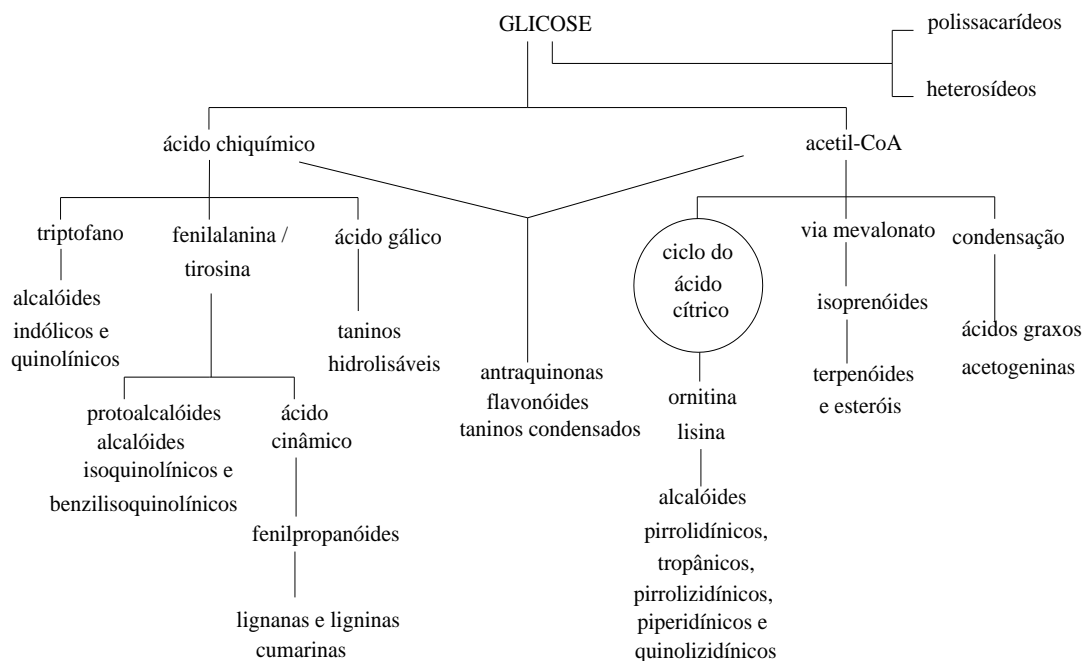 GLICOSE
polissacarídeos
heterosídeos
ácido chiquímico
acetil-CoA
triptofano
fenilalanina /
tirosina
ácido gálico
ciclo do
ácido
cítrico
via mevalonato
condensação
alcalóides
indólicos e
quinolínicos
taninos
hidrolisáveis
isoprenóides
ácidos graxos
acetogeninas
antraquinonas
flavonóides
taninos condensados
terpenóides
e esteróis
ornitina
lisina
protoalcalóides
alcalóides
isoquinolínicos e
benzilisoquinolínicos
ácido
cinâmico
fenilpropanóides
lignanas e ligninas
cumarinas
alcalóides
pirrolidínicos,
tropânicos,
pirrolizidínicos,
piperidínicos e
quinolizidínicos